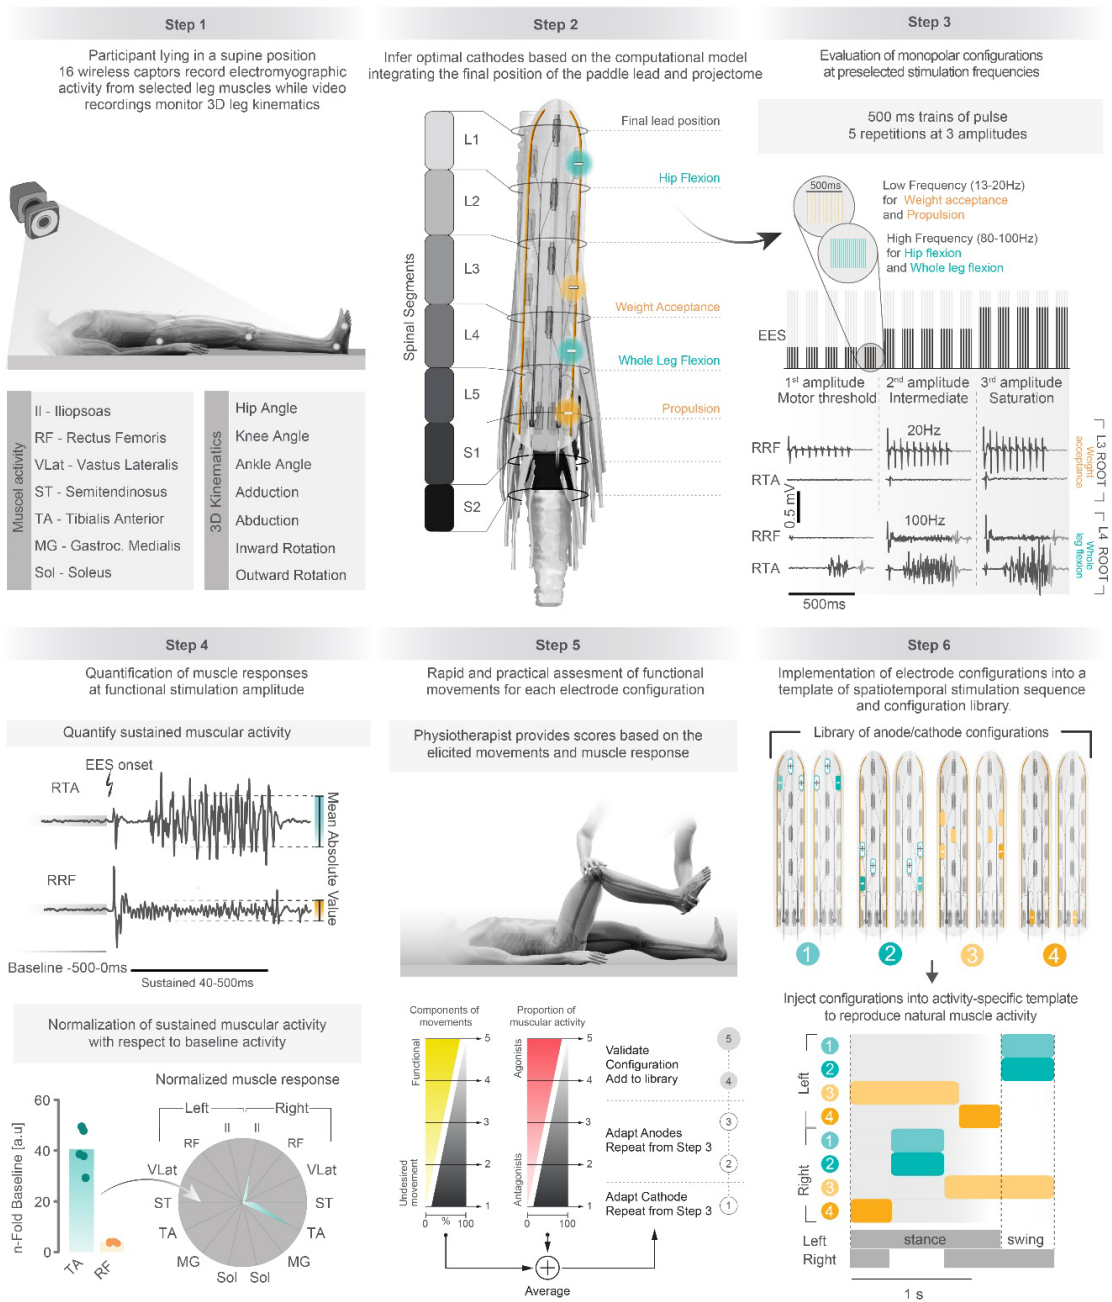 Step 1
Participant lying in a supine position
16 wireless captors record electromyographic
activity from selected leg muscles while video
recordings monitor 3D leg kinematics
Muscel activity
Il - Iliopsoas
RF - Rectus Femoris
VLat - Vastus Lateralis
ST - Semitendinosus
TA - Tibialis Anterior
MG - Gastroc. Medialis
Sol - Soleus
3D Kinematics
Hip Angle
Knee Angle
Ankle Angle
Adduction
Abduction
Inward Rotation
Outward Rotation
Step 2
Infer optimal cathodes based on the computational model
integrating the final position of the paddle lead and projectome
Spinal Segments
L1
L2
L3
L4
L5
S1
S2
Final lead position
Hip Flexion
Weight Acceptance
Whole Leg Flexion
Propulsion
Step 3
Evaluation of monopolar configurations
at preselected stimulation frequencies
500 ms trains of pulse
5 repetitions at 3 amplitudes
500ms
Low Frequency (13-20Hz)
for Weight acceptance
and Propulsion
High Frequency (80-100Hz)
for Hip flexion
and Whole leg flexion
EES
1st amplitude
Motor threshold
2nd amplitude
Intermediate
3rd amplitude
Saturation
20Hz
RRF
RTA
L3 ROOT
Weight
acceptance
0.5 mV
100Hz
RRF
RTA
L4 ROOT
Whole
leg flexion
500ms
Step 4
Quantification of muscle responses
at functional stimulation amplitude
Quantify sustained muscular activity
EES onset
RTA
RRF
Mean Absolute Value
Baseline -500-0ms
Sustained 40-500ms
Normalization of sustained muscular activity
with respect to baseline activity
Normalized muscle response
n-Fold Baseline [a.u]
60
40
20
0
TA
RF
Left
Right
Il
Il
RF
RF
VLat
VLat
ST
ST
TA
TA
MG
MG
Sol
Sol
Step 5
Rapid and practical assesment of functional
movements for each electrode configuration
Physiotherapist provides scores based on the
elicited movements and muscle response
Components of
movements
Functional
Undesired
movement
5
4
3
2
1
0
%
100
Proportion of
muscular activity
Agonists
Antagonists
5
4
3
2
1
0
100
Validate
Configuration
Add to library
5
4
Adapt Anodes
Repeat from Step 3
3
2
Adapt Cathode
Repeat from Step 3
1
Average
Step 6
Implementation of electrode configurations into a
template of spatiotemporal stimulation sequence
and configuration library.
Library of anode/cathode configurations
1
2
3
4
Inject configurations into activity-specific template
to reproduce natural muscle activity
Left
1
2
3
4
Right
1
2
3
4
Left
stance
swing
Right
1 s